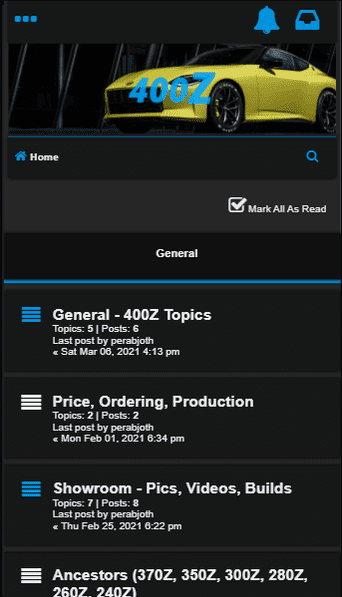 400Z
Home
Mark All As Read
General
General - 400Z Topics
Topics: 5 | Posts: 6
Last post by perabjoth
« Sat Mar 06, 2021 4:13 pm
Price, Ordering, Production
Topics: 2 | Posts: 2
Last post by perabjoth
« Mon Feb 01, 2021 6:34 pm
Showroom - Pics, Videos, Builds
Topics: 7 | Posts: 8
Last post by perabjoth
« Thu Feb 25, 2021 6:22 pm
Ancestors (370Z, 350Z, 300Z, 280Z,
260Z, 240Z)